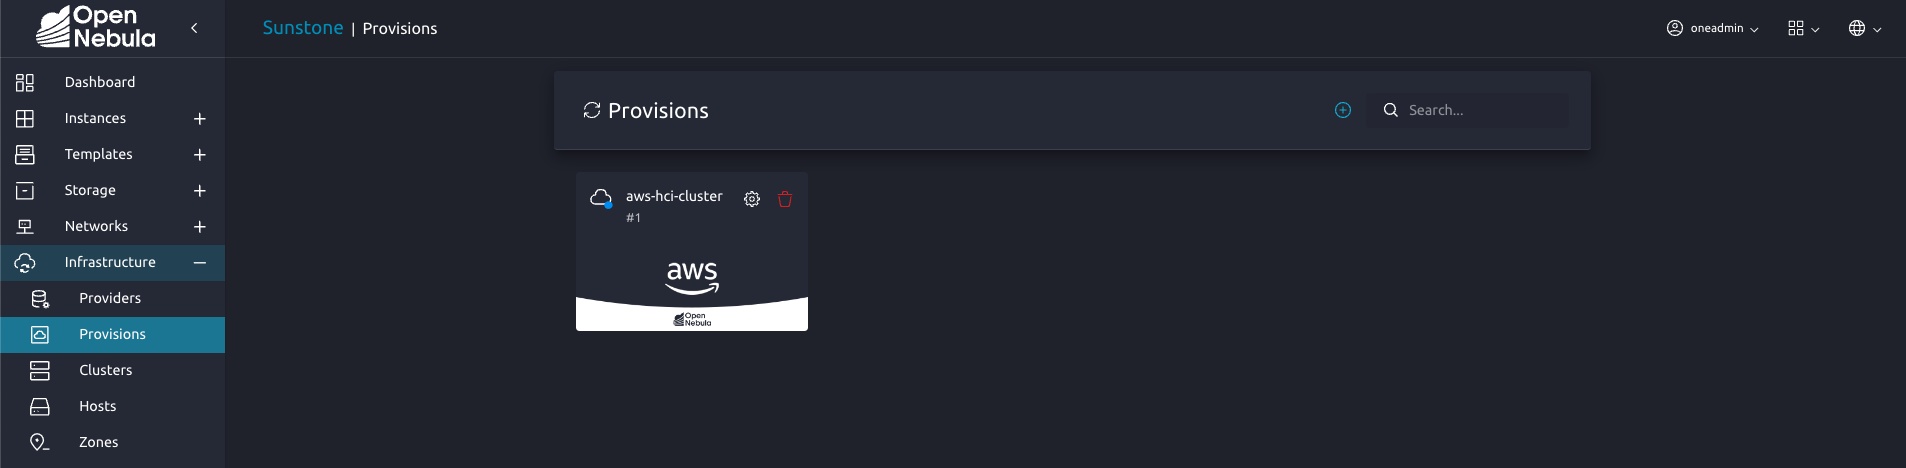 Open
Nebula
Sunstone | Provisions
oneadmin
Dashboard
Instances
Templates
Storage
Networks
Infrastructure
Providers
Provisions
Clusters
Hosts
Zones
Provisions
Search...
aws-hci-cluster
#1
aws
Open
Nebula